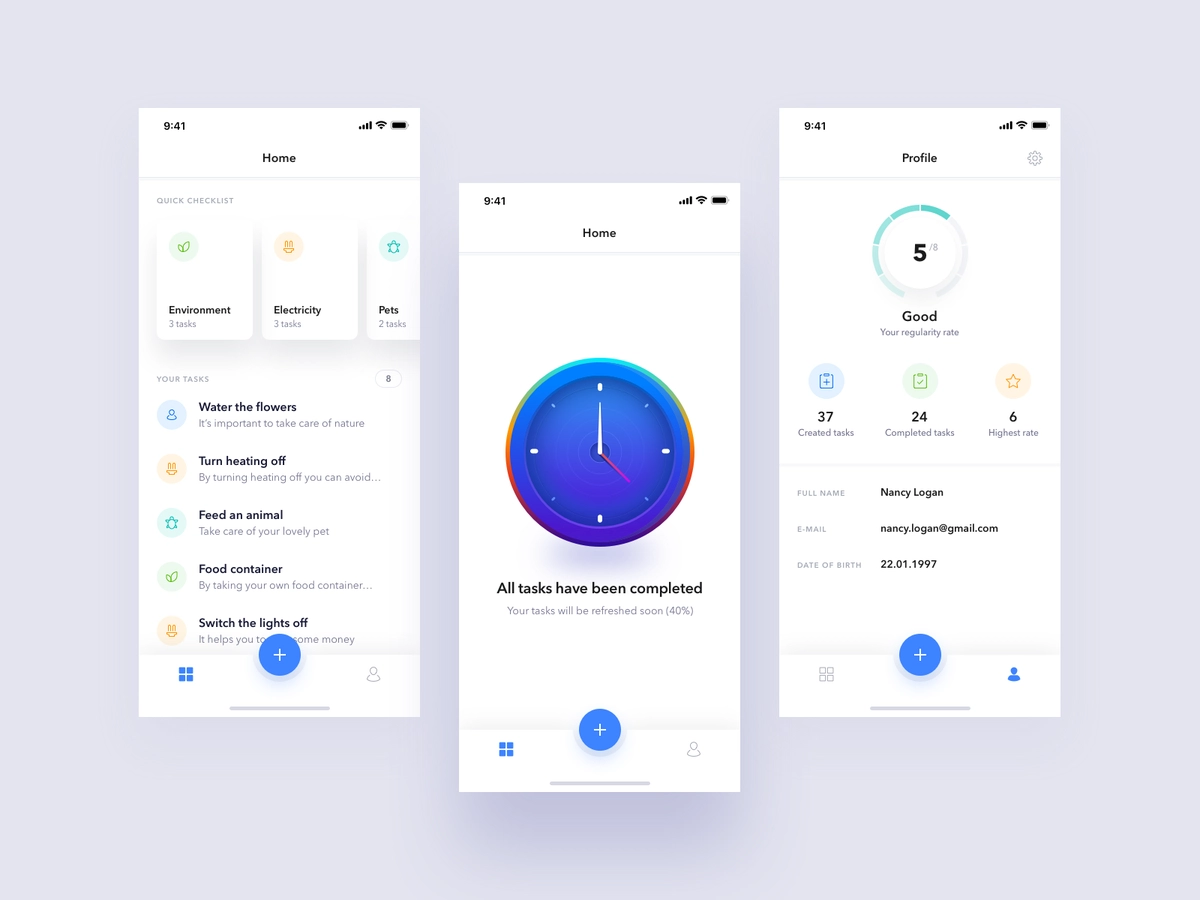 9:41
Home
QUICK CHECKLIST
Environment
3 tasks
Electricity
3 tasks
Pets
2 tasks
YOUR TASKS
8
Water the flowers
It's important to take care of nature
Turn heating off
By turning heating off you can avoid...
Feed an animal
Take care of your lovely pet
Food container
By taking your own food container...
Switch the lights off
It helps you to some money
9:41
Home
All tasks have been completed
Your tasks will be refreshed soon (40%)
9:41
Profile
5/8
Good
Your regularity rate
37
Created tasks
24
Completed tasks
6
Highest rate
FULL NAME
Nancy Logan
E-MAIL
nancy.logan@gmail.com
DATE OF BIRTH
22.01.1997